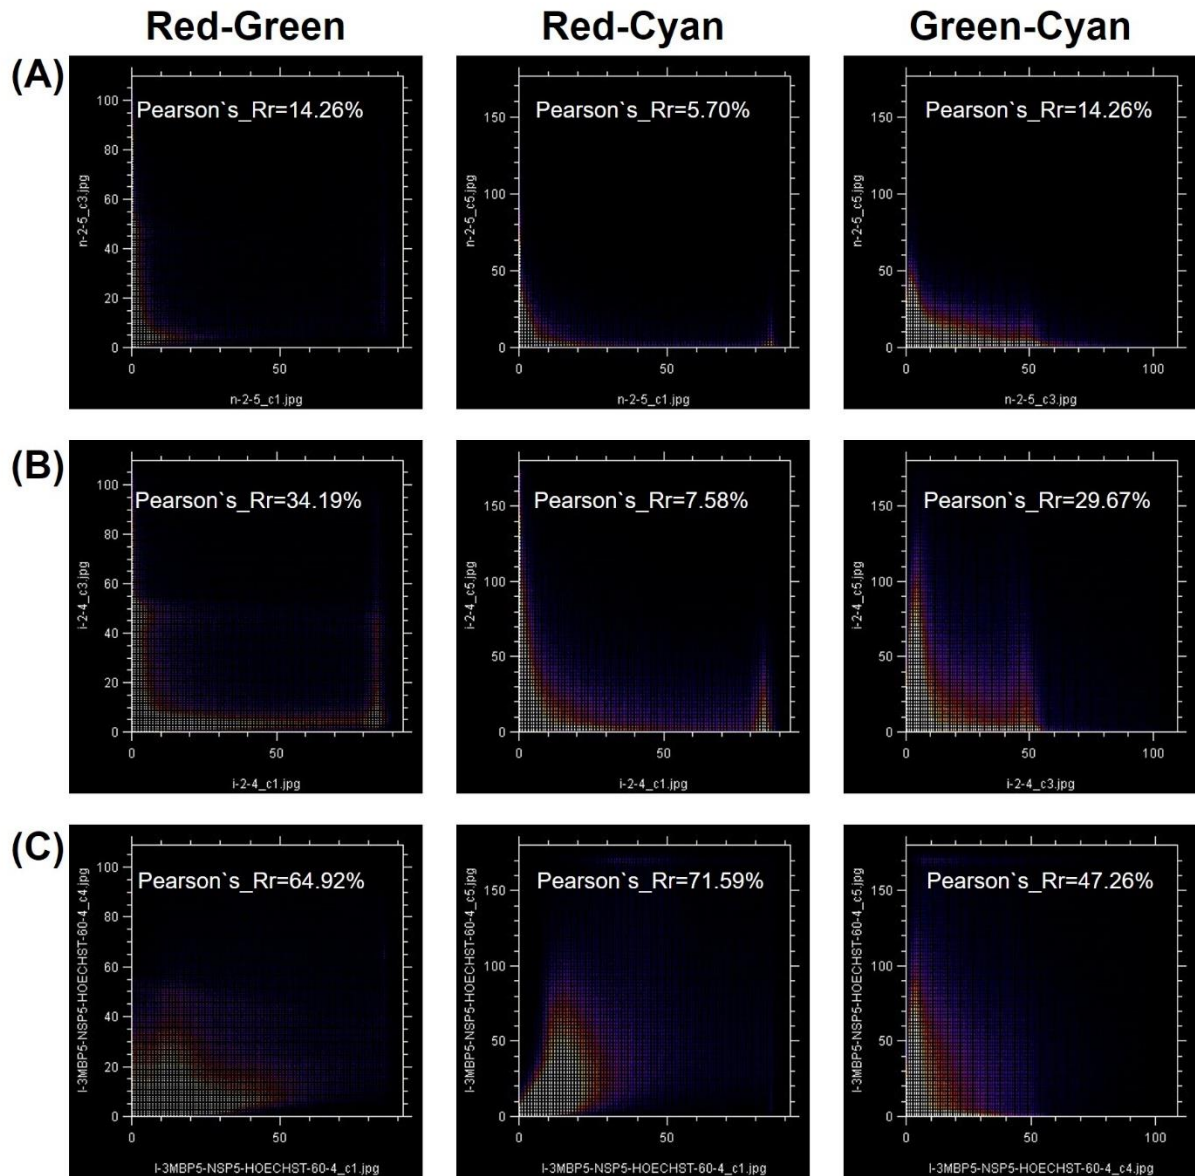 Red-Green Red-Cyan Green-Cyan
(A)
100
80
60
40
20
0
0 50
Pearson`s_Rr=14.26%
n-2-5_c3.jpg
n-2-5_c1.jpg
150
100
50
0
0 50
Pearson`s_Rr=5.70%
n-2-5_c5.jpg
n-2-5_c1.jpg
150
100
50
0
0 50 100
Pearson`s_Rr=14.26%
n-2-5_c5.jpg
n-2-5_c3.jpg
(B)
100
80
60
40
20
0
0 50
Pearson`s_Rr=34.19%
i-2-4_c3.jpg
i-2-4_c1.jpg
150
100
50
0
0 50
Pearson`s_Rr=7.58%
i-2-4_c5.jpg
i-2-4_c1.jpg
150
100
50
0
0 50 100
Pearson`s_Rr=29.67%
i-2-4_c5.jpg
i-2-4_c3.jpg
(C)
100
80
60
40
20
0
0 50
Pearson`s_Rr=64.92%
I-3MBP5-NSP5-HOECHST-60-4_c4.jpg
I-3MBP5-NSP5-HOECHST-60-4_c1.jpg
150
100
50
0
0 50
Pearson`s_Rr=71.59%
I-3MBP5-NSP5-HOECHST-60-4_c5.jpg
I-3MBP5-NSP5-HOECHST-60-4_c1.jpg
150
100
50
0
0 50 100
Pearson`s_Rr=47.26%
I-3MBP5-NSP5-HOECHST-60-4_c5.jpg
I-3MBP5-NSP5-HOECHST-60-4_c4.jpg